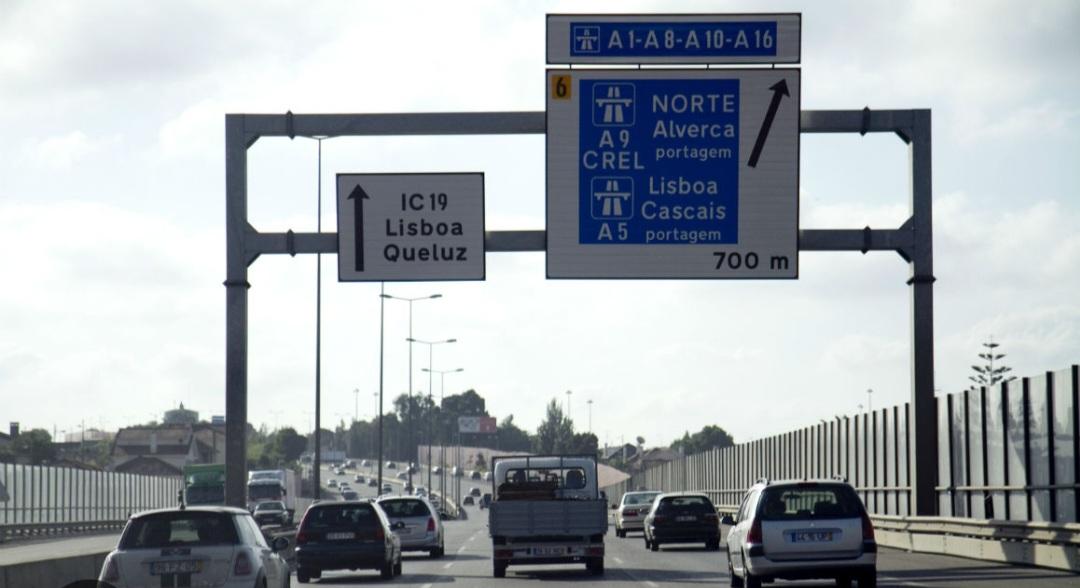 A1-A8-A10-A16
6
A9
CREL
NORTE
Alverca
portagem
A5
Lisboa
Cascais
portagem
700 m
IC19
Lisboa
Queluz